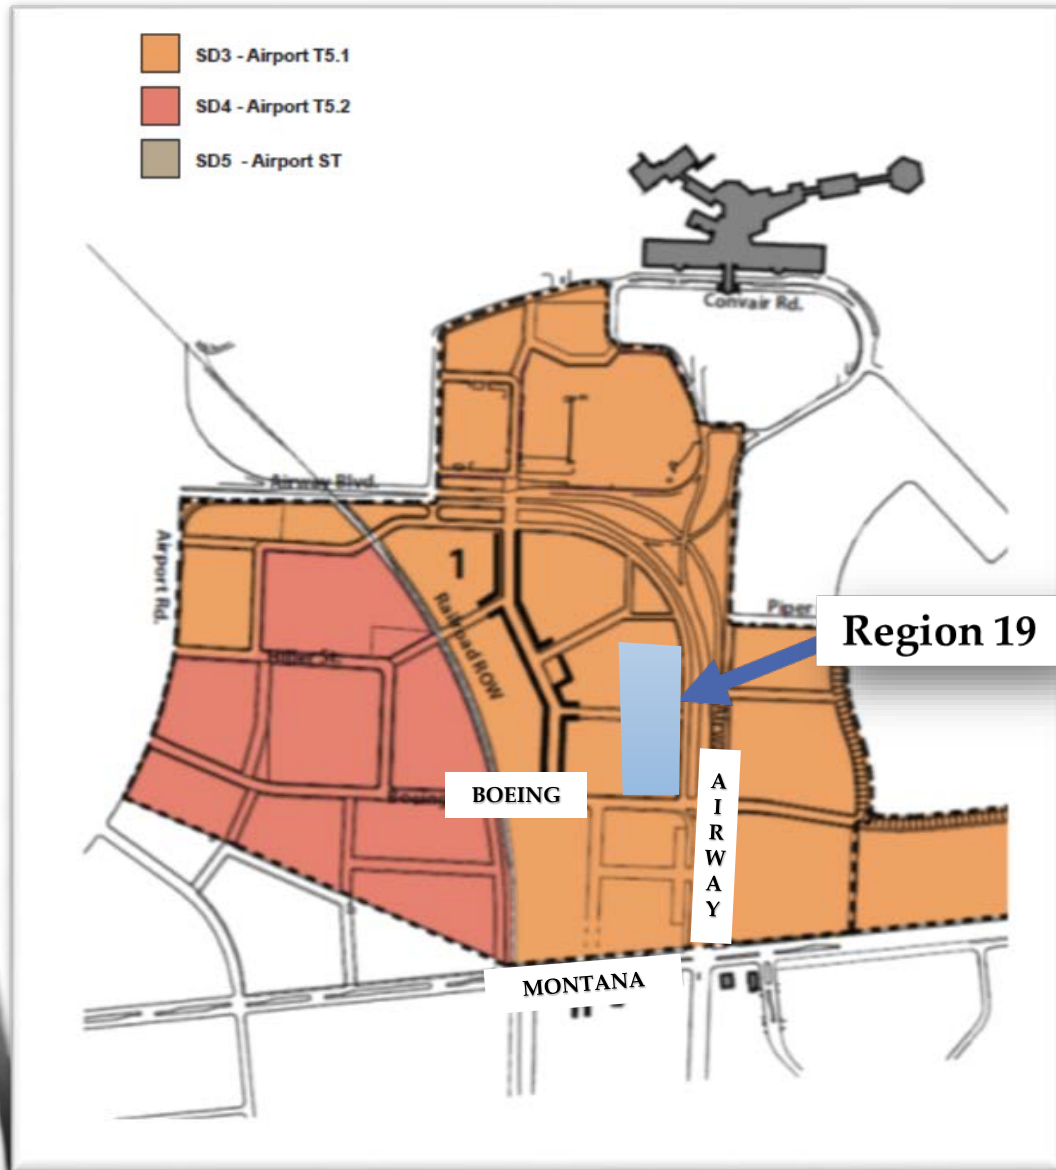 SD3 - Airport T5.1
SD4 - Airport T5.2
SD5 - Airport ST
Convair Rd.
Airway Blvd.
Airport Rd.
1
Railroad ROW
Piper
Region 19
BOEING
AIRWAY
MONTANA